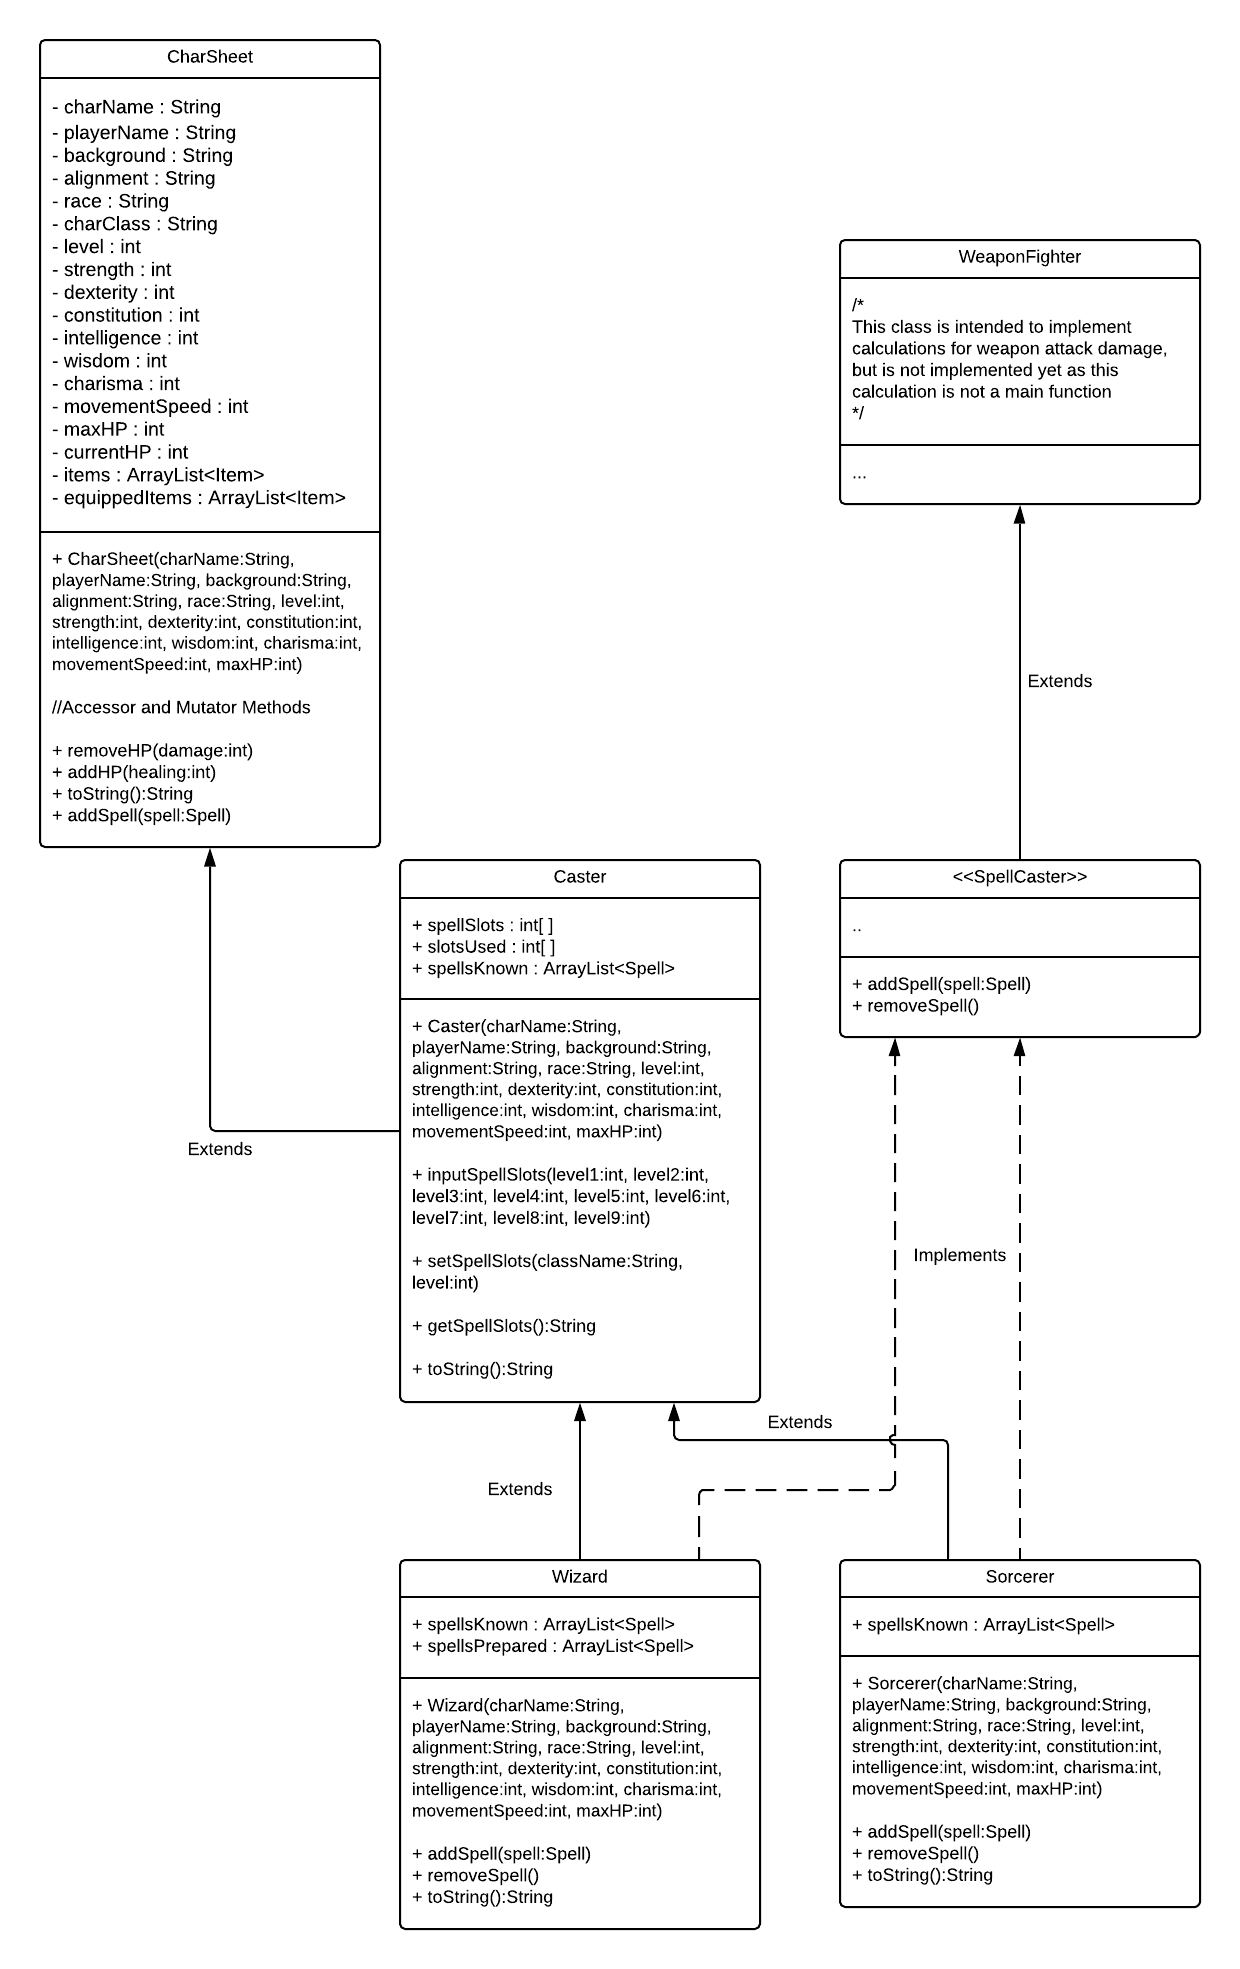 CharSheet
- charName : String
- playerName : String
- background : String
- alignment : String
- race : String
- charClass : String
- level : int
- strength : int
- dexterity : int
- constitution : int
- intelligence : int
- wisdom : int
- charisma : int
- movementSpeed : int
- maxHP : int
- currentHP : int
- items : ArrayList<Item>
- equippedItems : ArrayList<Item>
+ CharSheet(charName:String,
playerName:String, background:String,
alignment:String, race:String, level:int,
strength:int, dexterity:int, constitution:int,
intelligence:int, wisdom:int, charisma:int,
movementSpeed:int, maxHP:int)
//Accessor and Mutator Methods
+ removeHP(damage:int)
+ addHP(healing:int)
+ toString():String
+ addSpell(spell:Spell)
WeaponFighter
/*
This class is intended to implement
calculations for weapon attack damage,
but is not implemented yet as this
calculation is not a main function
*/
...
Extends
Caster
+ spellSlots : int[ ]
+ slotsUsed : int[ ]
+ spellsKnown : ArrayList<Spell>
+ Caster(charName:String,
playerName:String, background:String,
alignment:String, race:String, level:int,
strength:int, dexterity:int, constitution:int,
intelligence:int, wisdom:int, charisma:int,
movementSpeed:int, maxHP:int)
+ inputSpellSlots(level1:int, level2:int,
level3:int, level4:int, level5:int, level6:int,
level7:int, level8:int, level9:int)
+ setSpellSlots(className:String,
level:int)
+ getSpellSlots():String
+ toString():String
<<SpellCaster>>
..
+ addSpell(spell:Spell)
+ removeSpell()
Extends
Implements
Extends
Extends
Wizard
+ spellsKnown : ArrayList<Spell>
+ spellsPrepared : ArrayList<Spell>
+ Wizard(charName:String,
playerName:String, background:String,
alignment:String, race:String, level:int,
strength:int, dexterity:int, constitution:int,
intelligence:int, wisdom:int, charisma:int,
movementSpeed:int, maxHP:int)
+ addSpell(spell:Spell)
+ removeSpell()
+ toString():String
Sorcerer
+ spellsKnown : ArrayList<Spell>
+ Sorcerer(charName:String,
playerName:String, background:String,
alignment:String, race:String, level:int,
strength:int, dexterity:int, constitution:int,
intelligence:int, wisdom:int, charisma:int,
movementSpeed:int, maxHP:int)
+ addSpell(spell:Spell)
+ removeSpell()
+ toString():String